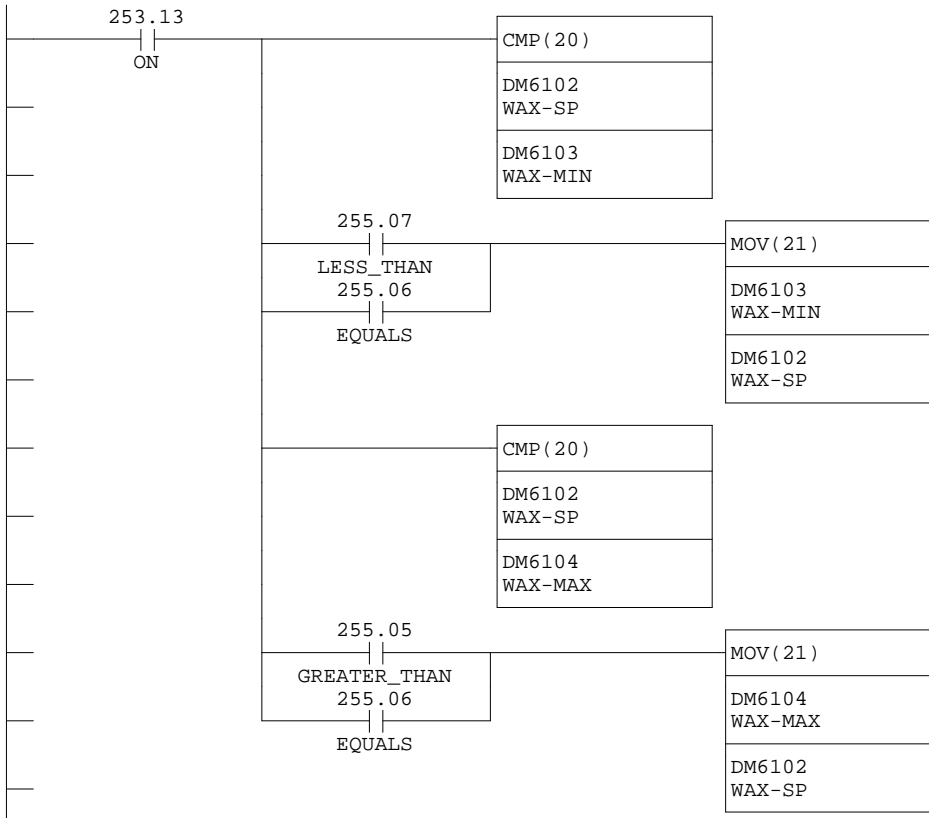 253.13
ON
CMP(20)
DM6102
WAX-SP
DM6103
WAX-MIN
255.07
LESS_THAN
255.06
EQUALS
MOV(21)
DM6103
WAX-MIN
DM6102
WAX-SP
CMP(20)
DM6102
WAX-SP
DM6104
WAX-MAX
255.05
GREATER_THAN
255.06
EQUALS
MOV(21)
DM6104
WAX-MAX
DM6102
WAX-SP